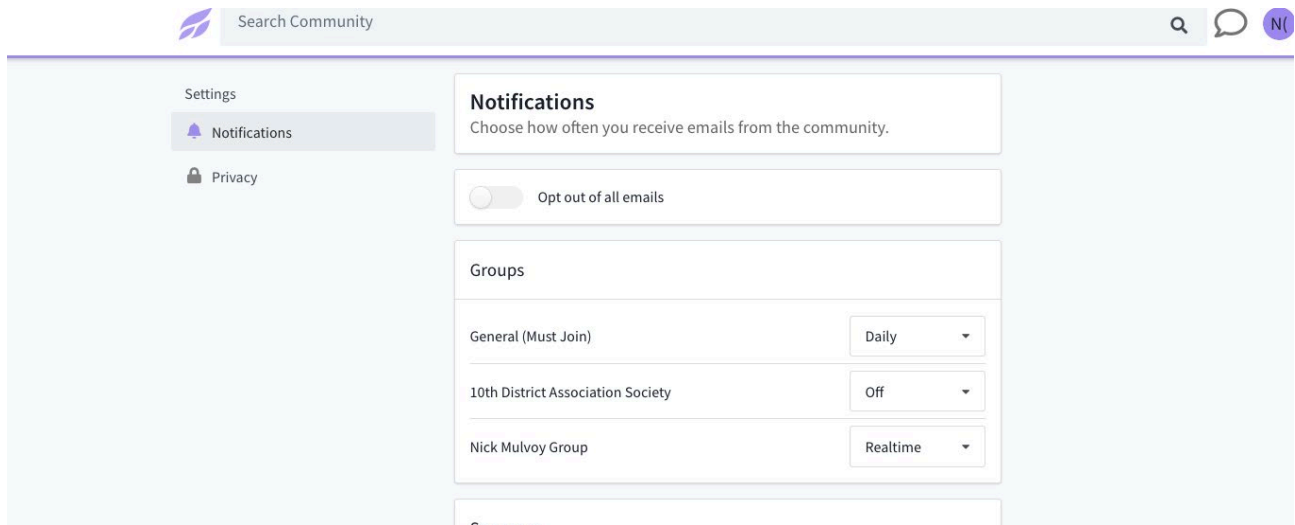 Search Community
N(
Settings
Notifications
Privacy
Notifications
Choose how often you receive emails from the community.
Opt out of all emails
Groups
General (Must Join)
Daily
10th District Association Society
Off
Nick Mulvoy Group
Realtime